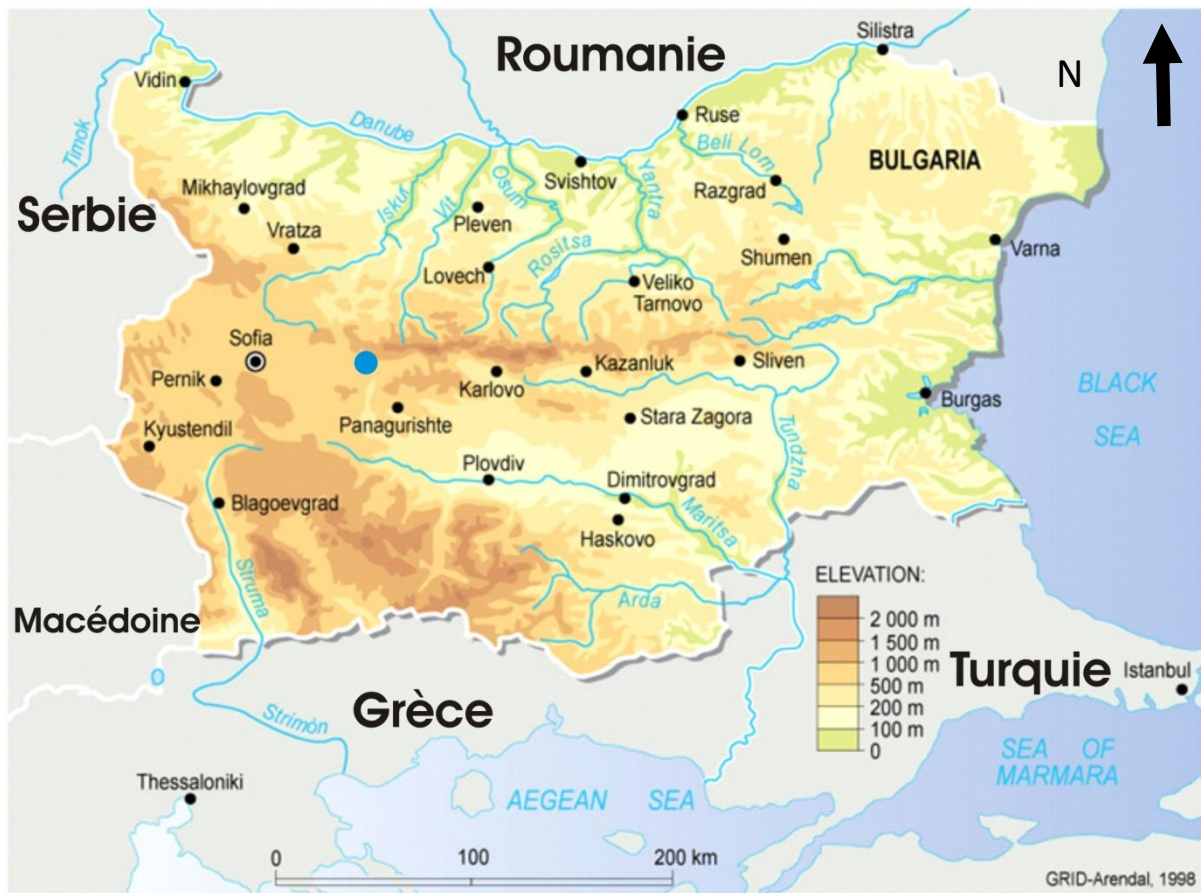 Roumanie
Silistra
N
Vidin
Timok
Danube
Ruse
Beli Lom
BULGARIA
Mikhaylovgrad
Iskur
Vit
Osum
Svishtov
Yantra
Razgrad
Serbie
Vratza
Pleven
Rositsa
Shumen
Varna
Lovech
Veliko
Tarnovo
Sofia
Pernik
Karlovo
Kazanluk
Sliven
BLACK
SEA
Burgas
Kyustendil
Panagurishte
Stara Zagora
Tundzha
Plovdiv
Dimitrovgrad
Blagoevgrad
Maritsa
Haskovo
Struma
Arda
ELEVATION:
2 000 m
1 500 m
1 000 m
500 m
200 m
100 m
0
Macédoine
Turquie
Istanbul
Grèce
Strimòn
SEA OF
MARMARA
Thessaloniki
AEGEAN SEA
0 100 200 km
GRID-Arendal, 1998